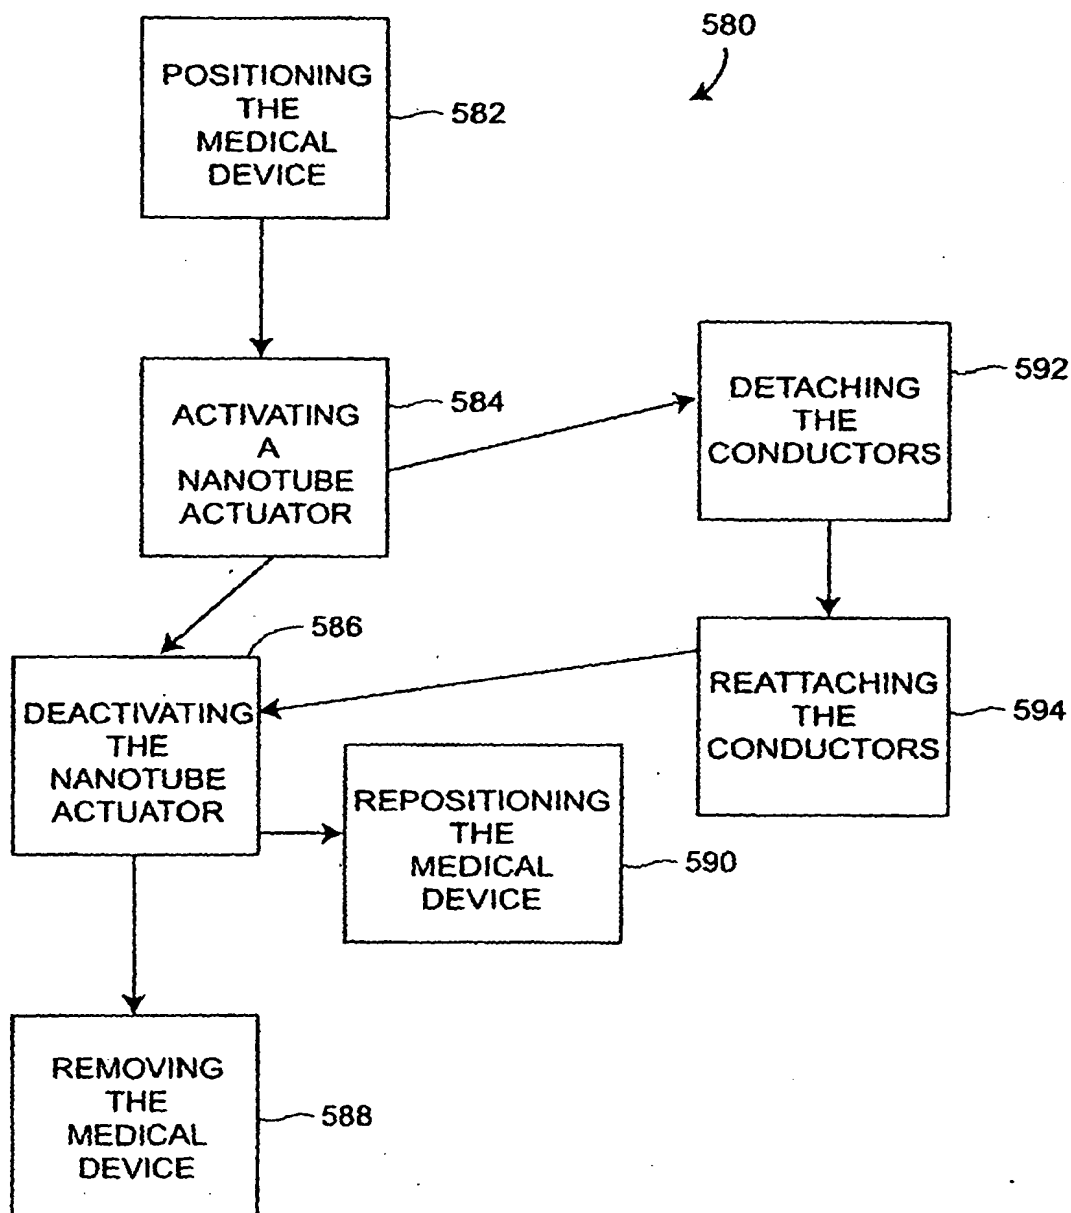 580
POSITIONING
THE
MEDICAL
DEVICE
582
ACTIVATING
A
NANOTUBE
ACTUATOR
584
DETACHING
THE
CONDUCTORS
592
DEACTIVATING
THE
NANOTUBE
ACTUATOR
586
REATTACHING
THE
CONDUCTORS
594
REPOSITIONING
THE
MEDICAL
DEVICE
590
REMOVING
THE
MEDICAL
DEVICE
588